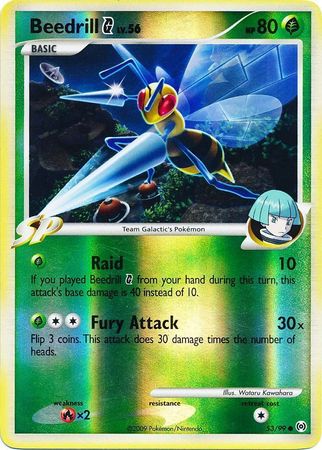 Beedrill G LV.56 HP 80
BASIC
Team Galactic's Pokémon
SP
Raid 10
If you played Beedrill G from your hand during this turn, this
attack's base damage is 40 instead of 10.
Fury Attack 30×
Flip 3 coins. This attack does 30 damage times the number of
heads.
Illus. Wataru Kawahara
weakness resistance retreat cost
×2
©2009 Pokémon/Nintendo 53/99